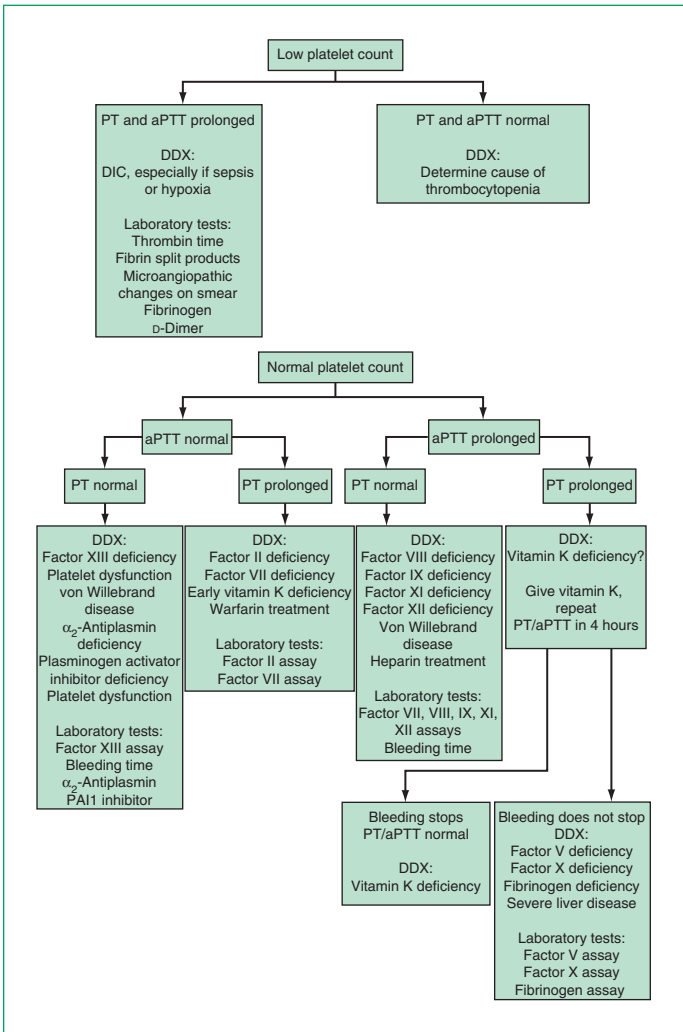 Low platelet count
PT and aPTT prolonged
DDX:
DIC, especially if sepsis
or hypoxia
Laboratory tests:
Thrombin time
Fibrin split products
Microangiopathic
changes on smear
Fibrinogen
D-Dimer
PT and aPTT normal
DDX:
Determine cause of
thrombocytopenia
Normal platelet count
aPTT normal
aPTT prolonged
PT normal
PT prolonged
PT normal
PT prolonged
DDX:
Factor XIII deficiency
Platelet dysfunction
von Willebrand
disease
α₂-Antiplasmin
deficiency
Plasminogen activator
inhibitor deficiency
Platelet dysfunction
Laboratory tests:
Factor XIII assay
Bleeding time
α₂-Antiplasmin
PAI1 inhibitor
DDX:
Factor II deficiency
Factor VII deficiency
Early vitamin K deficiency
Warfarin treatment
Laboratory tests:
Factor II assay
Factor VII assay
DDX:
Factor VIII deficiency
Factor IX deficiency
Factor XI deficiency
Factor XII deficiency
Von Willebrand
disease
Heparin treatment
Laboratory tests:
Factor VII, VIII, IX, XI,
XII assays
Bleeding time
DDX:
Vitamin K deficiency?
Give vitamin K,
repeat
PT/aPTT in 4 hours
Bleeding stops
PT/aPTT normal
DDX:
Vitamin K deficiency
Bleeding does not stop
DDX:
Factor V deficiency
Factor X deficiency
Fibrinogen deficiency
Severe liver disease
Laboratory tests:
Factor V assay
Factor X assay
Fibrinogen assay